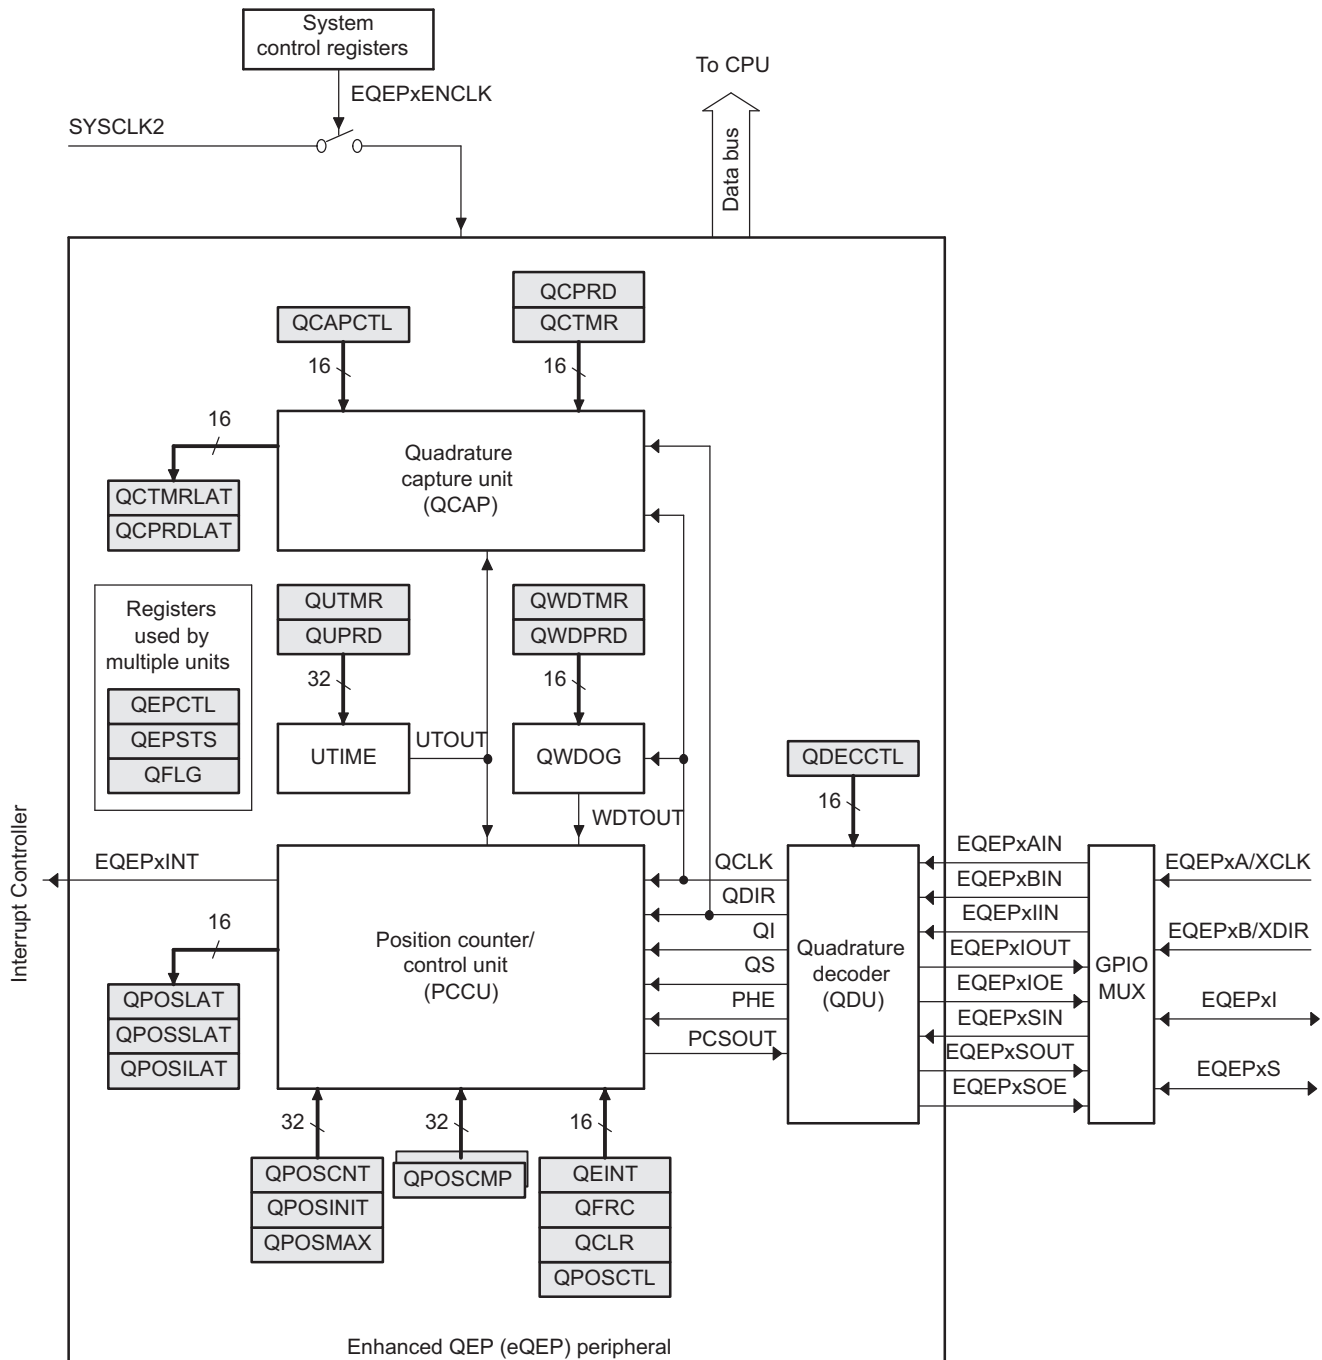 System
control registers
To CPU
EQEPxENCLK
SYSCLK2
Data bus
QCPRD
QCAPCTL
QCTMR
16
16
16
Quadrature
capture unit
(QCAP)
QCTMRLAT
QCPRDLAT
Registers
used by
multiple units
QEPCTL
QEPSTS
QFLG
QUTMR
QUPRD
QWDTMR
QWDPRD
32
16
UTIME
UTOUT
QWDOG
WDTOUT
QDECCTL
16
Interrupt Controller
EQEPxINT
16
QPOSLAT
QPOSSLAT
QPOSILAT
Position counter/
control unit
(PCCU)
QCLK
QDIR
QI
QS
PHE
PCSOUT
Quadrature
decoder
(QDU)
EQEPxAIN
EQEPxBIN
EQEPxIIN
EQEPxIOUT
EQEPxIOE
EQEPxSIN
EQEPxSOUT
EQEPxSOE
GPIO
MUX
EQEPxA/XCLK
EQEPxB/XDIR
EQEPxI
EQEPxS
32
32
16
QPOSCNT
QPOSINIT
QPOSMAX
QPOSCMP
QEINT
QFRC
QCLR
QPOSCTL
Enhanced QEP (eQEP) peripheral